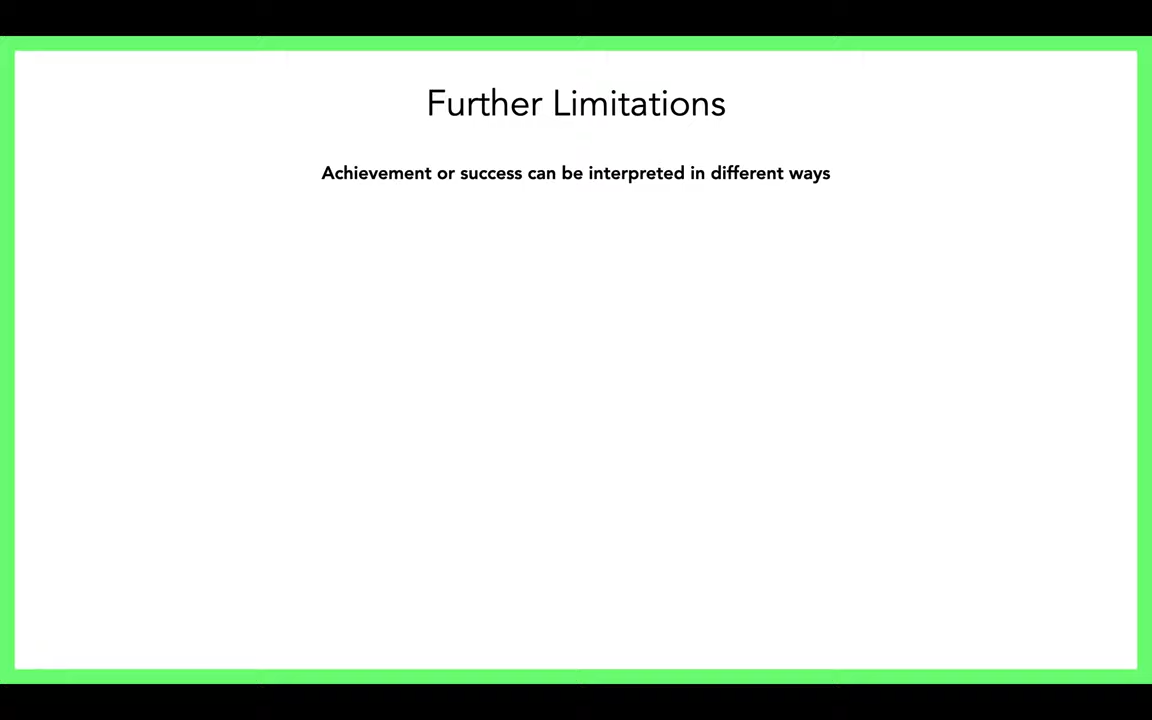 Further Limitations
Achievement or success can be interpreted in different ways